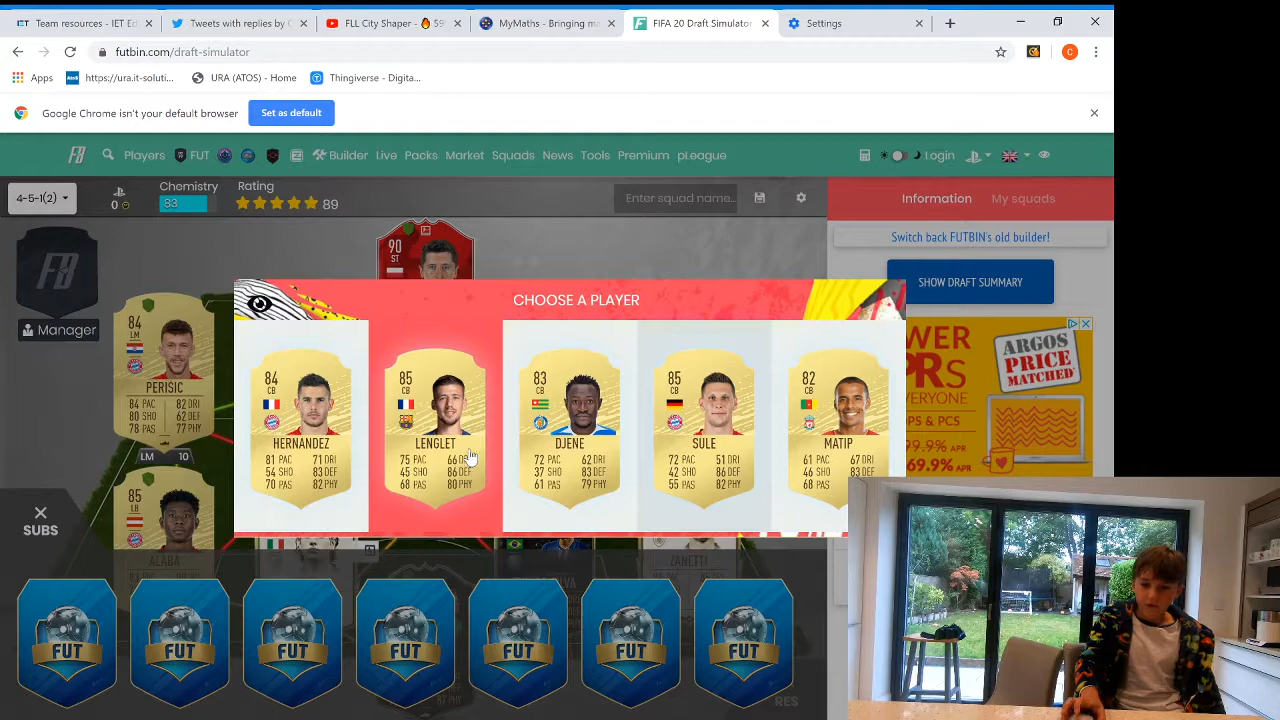 Team resources - IET Ed
Tweets with replies by C
FLL City Shaper - 🔥 59
MyMaths - Bringing ma
FIFA 20 Draft Simulator
Settings
futbin.com/draft-simulator
Apps
https://ura.it-soluti...
URA (ATOS) - Home
Thingiverse - Digita...
Google Chrome isn't your default browser
Set as default
Players
FUT
Builder
Live
Packs
Market
Squads
News
Tools
Premium
pLeague
Login
4-5-1(2)
0
Chemistry
83
Rating
89
Enter squad name...
Information
My squads
Switch back FUTBIN's old builder!
SHOW DRAFT SUMMARY
Manager
90
ST
84
LM
PERIŠIĆ
84 PAC 82 DRI
80 SHO 62 DEF
78 PAS 77 PHY
LM 10
85
LB
ALABA
CHOOSE A PLAYER
84
CB
HERNANDEZ
81 PAC 71 DRI
54 SHO 83 DEF
70 PAS 82 PHY
85
CB
LENGLET
75 PAC 66
45 SHO 86 DEF
68 PAS 80 PHY
83
CB
DJENE
72 PAC 62 DRI
37 SHO 83 DEF
61 PAS 79 PHY
85
CB
SULE
72 PAC 51 DRI
42 SHO 86 DEF
55 PAS 82 PHY
82
CB
MATIP
61 PAC 67 DRI
46 SHO 83 DEF
68 PAS
ZANETTI
ARGOS
PRICE
MATCHED
SUBS
FUT
FUT
FUT
FUT
FUT
FUT
FUT
RES